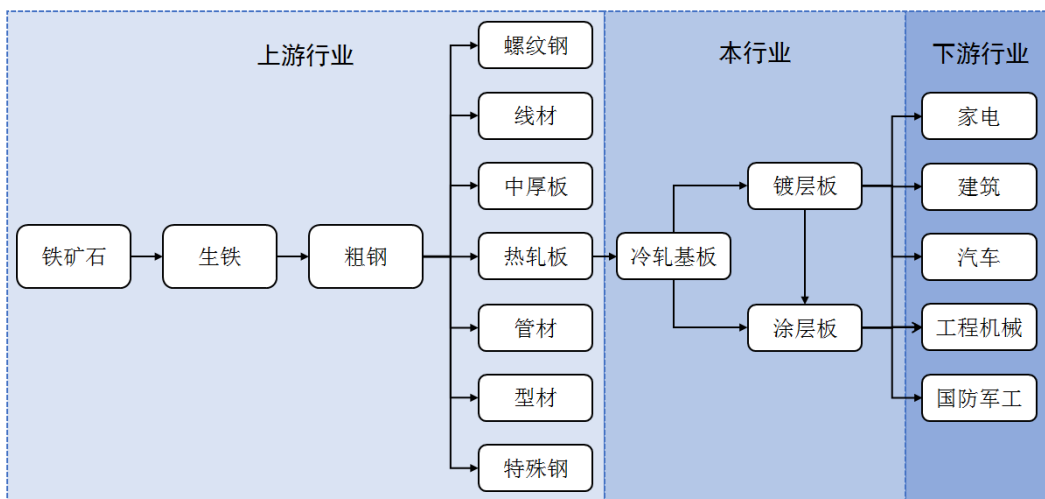 上游行业
本行业
下游行业
铁矿石
生铁
粗钢
螺纹钢
线材
中厚板
热轧板
管材
型材
特殊钢
冷轧基板
镀层板
涂层板
家电
建筑
汽车
工程机械
国防军工